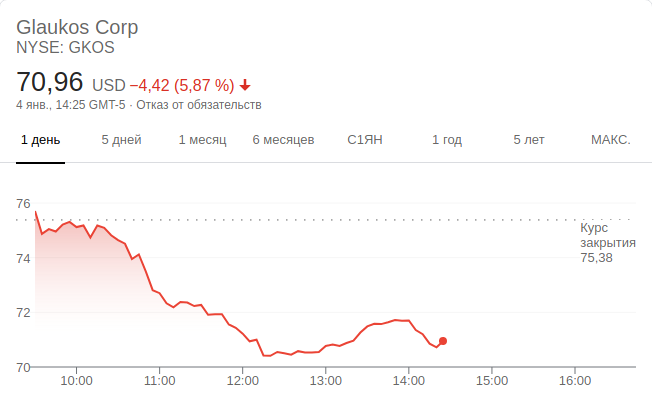 Glaukos Corp
NYSE: GKOS
70,96 USD −4,42 (5,87 %)
4 янв., 14:25 GMT-5 · Отказ от обязательств
1 день 5 дней 1 месяц 6 месяцев С1ЯН 1 год 5 лет МАКС.
76
Курс
закрытия
75,38
74
72
70
10:00 11:00 12:00 13:00 14:00 15:00 16:00